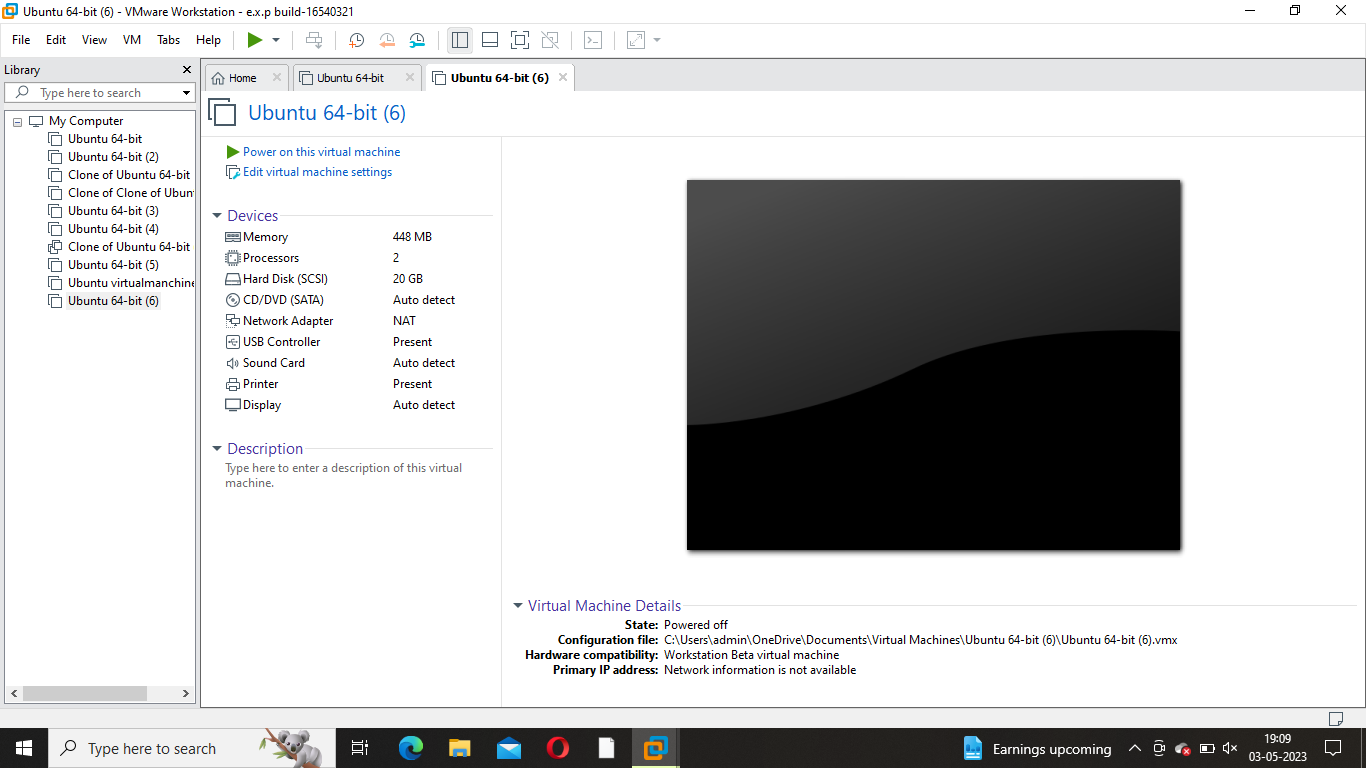 Ubuntu 64-bit (6) - VMware Workstation - e.x.p build-16540321
File Edit View VM Tabs Help
Library
Type here to search
My Computer
Ubuntu 64-bit
Ubuntu 64-bit (2)
Clone of Ubuntu 64-bit
Clone of Clone of Ubun
Ubuntu 64-bit (3)
Ubuntu 64-bit (4)
Clone of Ubuntu 64-bit
Ubuntu 64-bit (5)
Ubuntu virtualmanchine
Ubuntu 64-bit (6)
Home Ubuntu 64-bit Ubuntu 64-bit (6)
Ubuntu 64-bit (6)
Power on this virtual machine
Edit virtual machine settings
Devices
Memory 448 MB
Processors 2
Hard Disk (SCSI) 20 GB
CD/DVD (SATA) Auto detect
Network Adapter NAT
USB Controller Present
Sound Card Auto detect
Printer Present
Display Auto detect
Description
Type here to enter a description of this virtual
machine.
Virtual Machine Details
State: Powered off
Configuration file: C:\Users\admin\OneDrive\Documents\Virtual Machines\Ubuntu 64-bit (6)\Ubuntu 64-bit (6).vmx
Hardware compatibility: Workstation Beta virtual machine
Primary IP address: Network information is not available
Type here to search
Earnings upcoming
19:09
03-05-2023